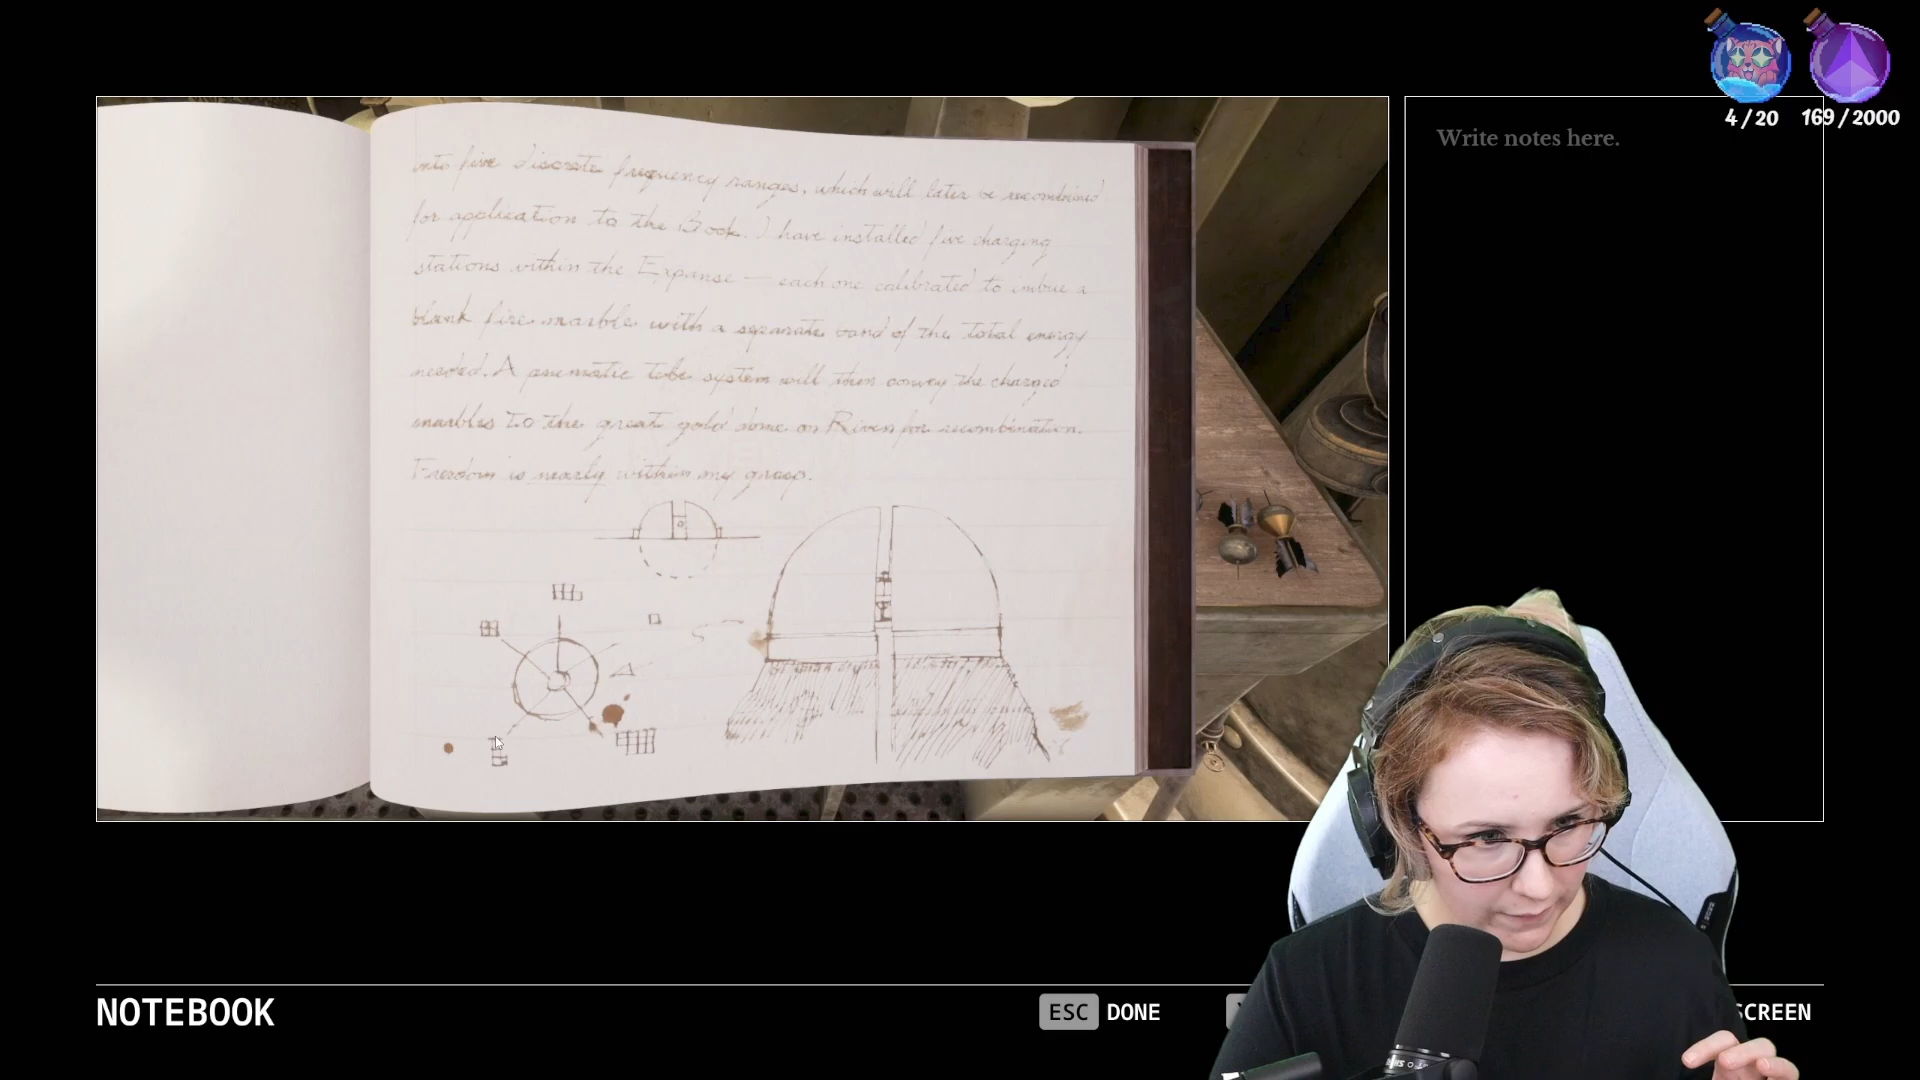 4/20
169/2000
into five discrete frequency ranges, which will later be recombined
for application to the Book. I have installed five charging
stations within the Expanse — each one calibrated to imbue a
blank fire marble with a separate band of the total energy
needed. A pneumatic tube system will then convey the charged
marbles to the great gold dome on Riven for recombination.
Freedom is nearly within my grasp.
Write notes here.
NOTEBOOK
ESC DONE
SCREEN